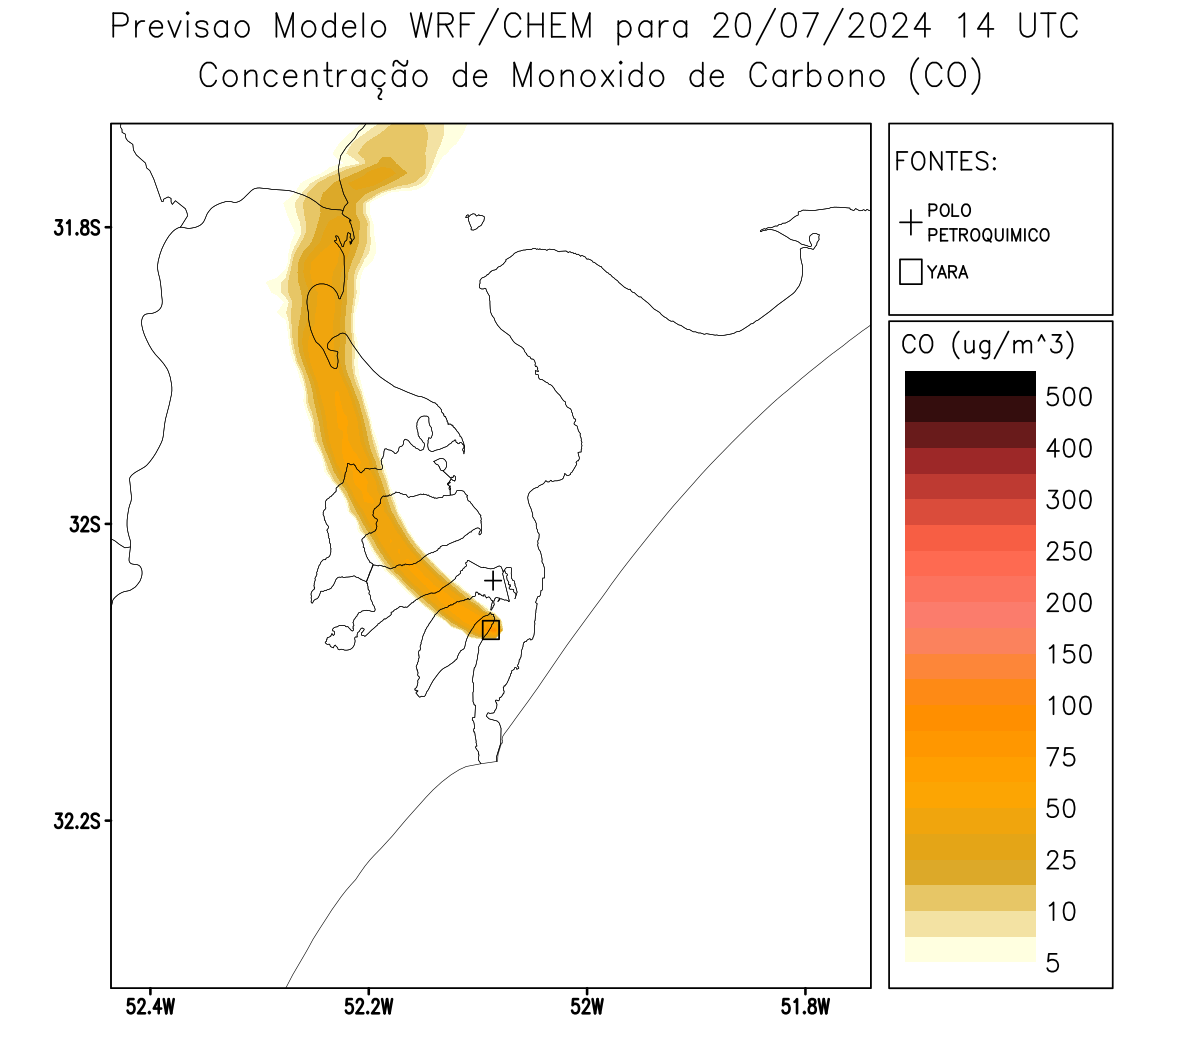 Previsao Modelo WRF/CHEM para 20/07/2024 14 UTC
Concentração de Monoxido de Carbono (CO)
FONTES:
POLO
PETROQUIMICO
YARA
CO (ug/m^3)
500
400
300
250
200
150
100
75
50
25
10
5
31.8S
32S
32.2S
52.4W
52.2W
52W
51.8W